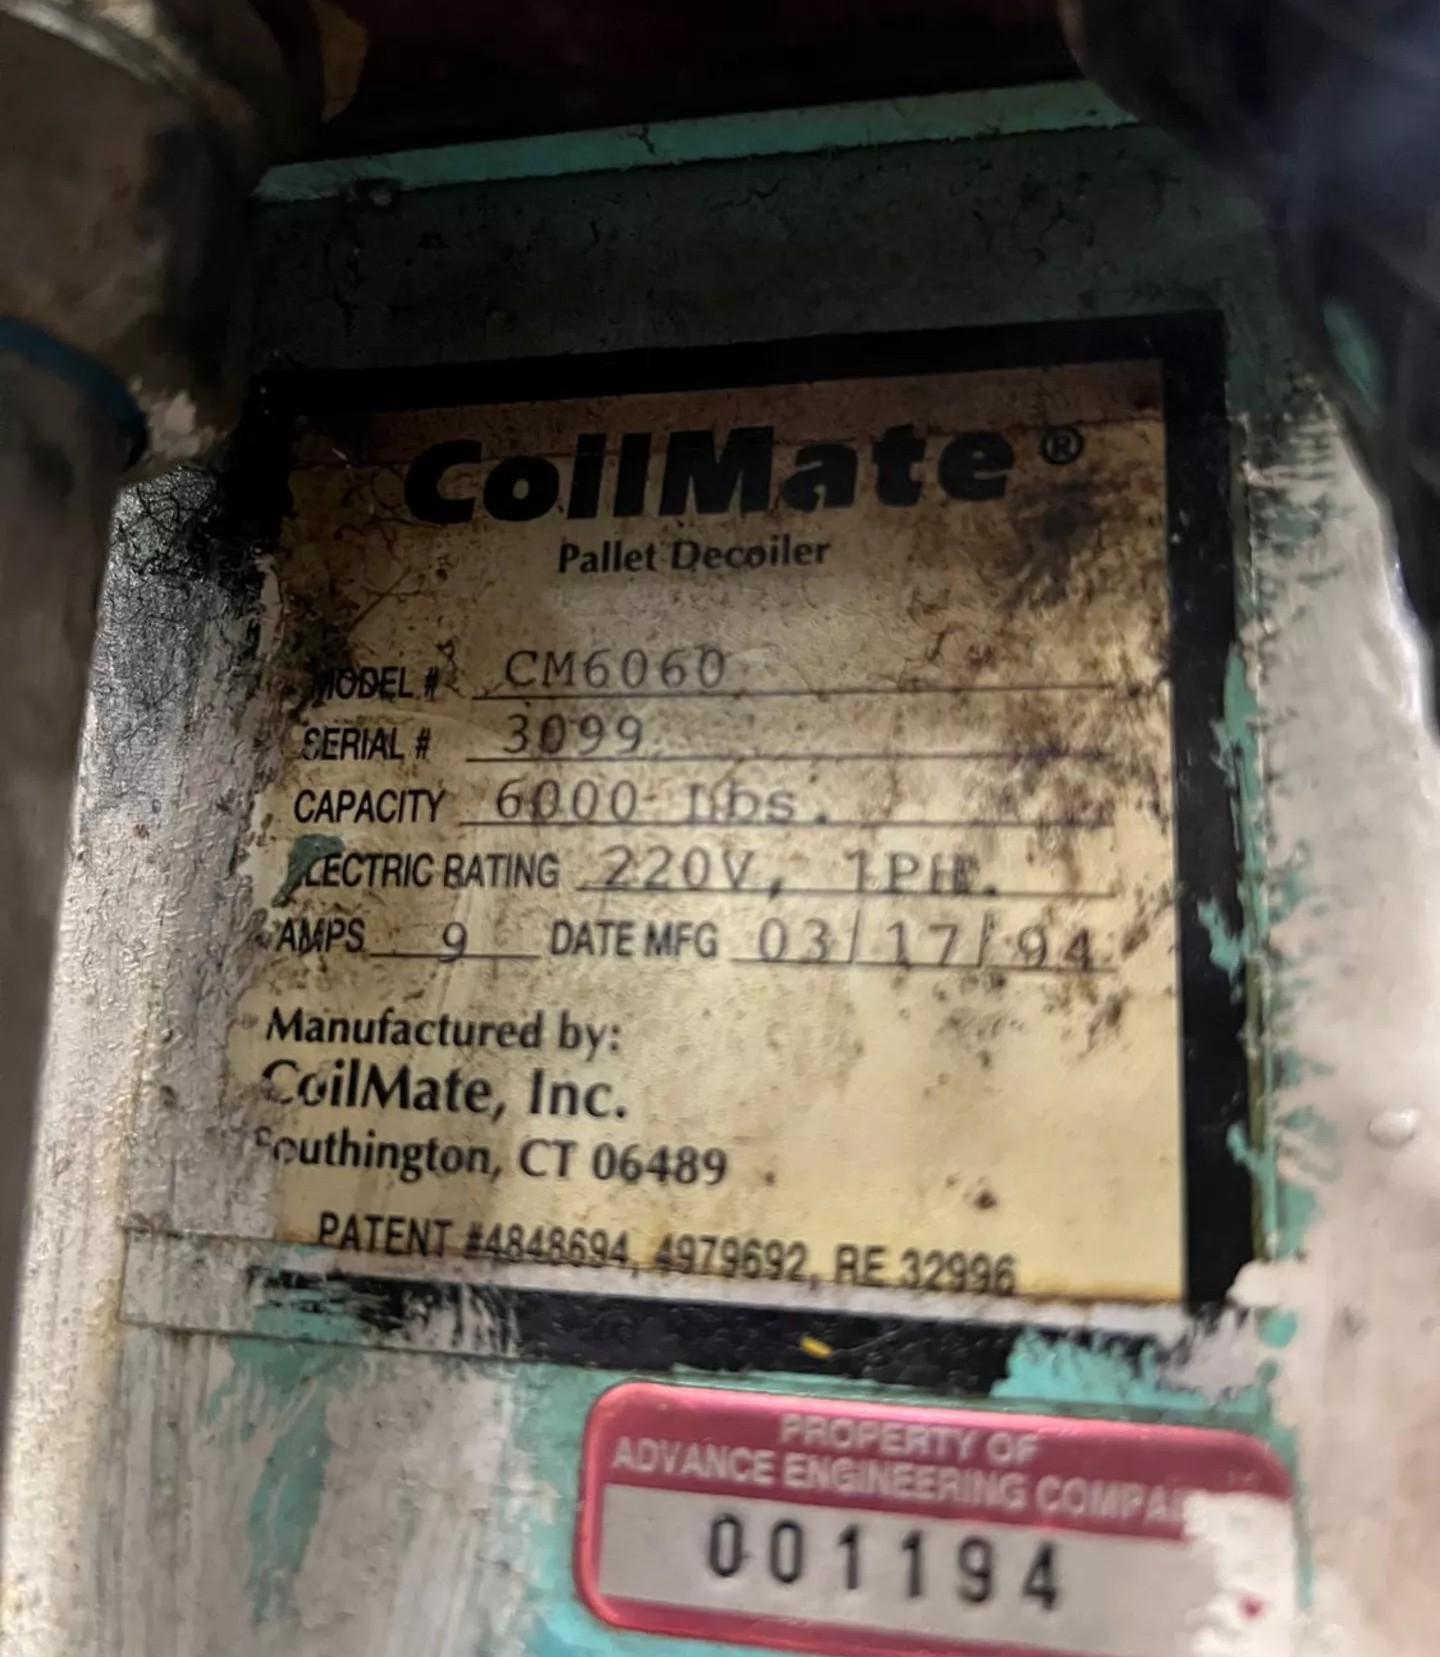 CoilMate®
Pallet Decoiler
MODEL # CM6060
SERIAL # 3099
CAPACITY 6000 Lbs.
ELECTRIC RATING 220V, 1PH.
AMPS 9 DATE MFG 03/17/94
Manufactured by:
CoilMate, Inc.
Southington, CT 06489
PATENT #4848694, 4979692, RE 32996
PROPERTY OF
ADVANCE ENGINEERING COMPA
001194